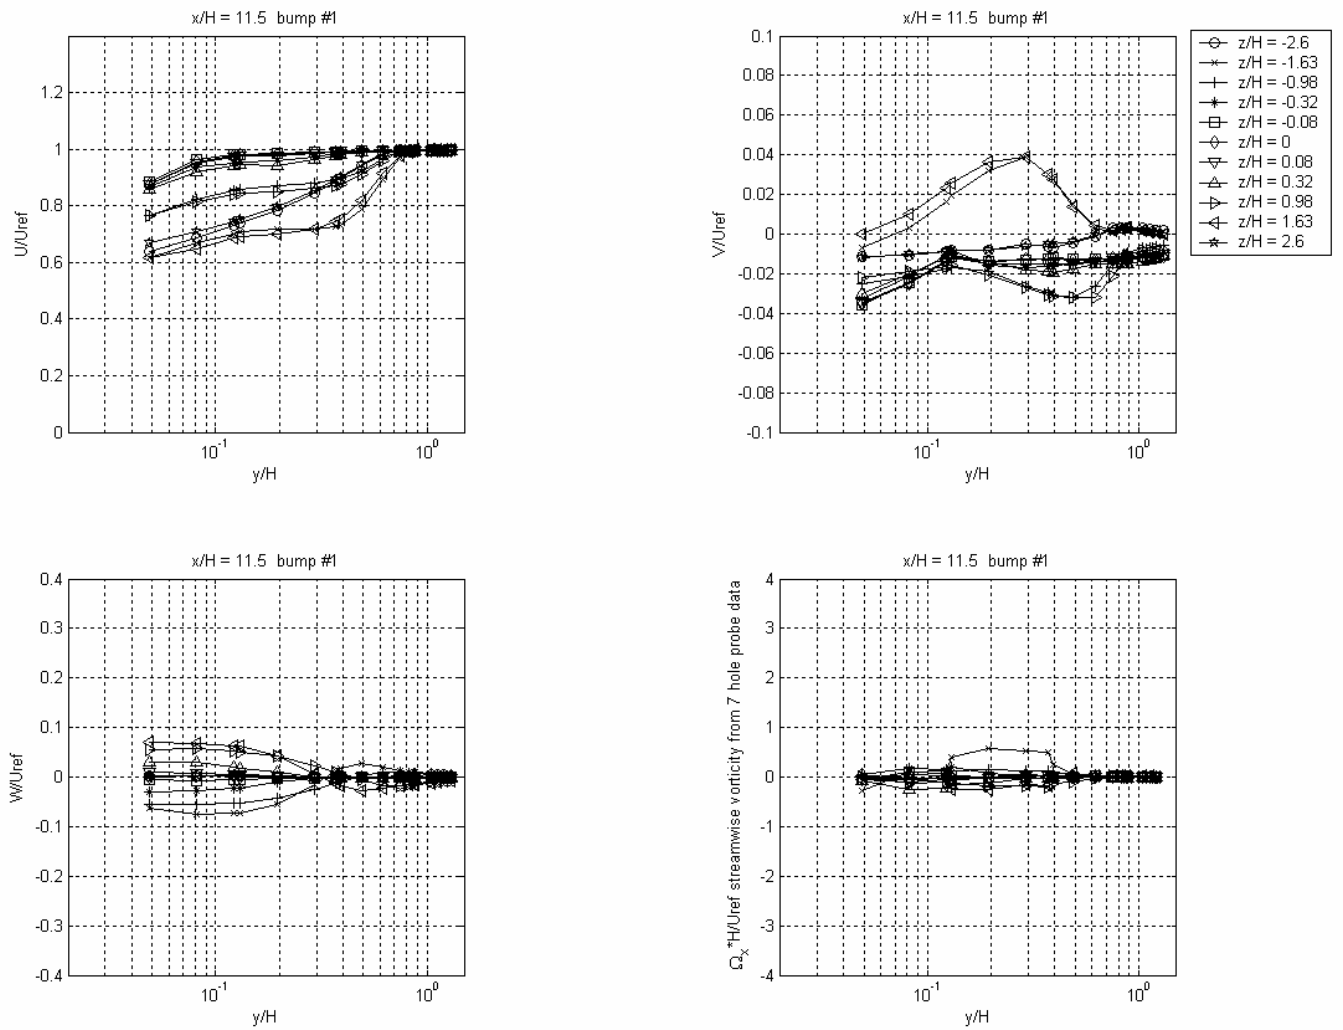 x/H = 11.5 bump #1
1.2
1
0.8
0.6
0.4
0.2
0
U/Uref
10^-1
10^0
y/H
x/H = 11.5 bump #1
0.1
0.08
0.06
0.04
0.02
0
-0.02
-0.04
-0.06
-0.08
-0.1
V/Uref
10^-1
10^0
y/H
z/H = -2.6
z/H = -1.63
z/H = -0.98
z/H = -0.32
z/H = -0.08
z/H = 0
z/H = 0.08
z/H = 0.32
z/H = 0.98
z/H = 1.63
z/H = 2.6
x/H = 11.5 bump #1
0.4
0.3
0.2
0.1
0
-0.1
-0.2
-0.3
-0.4
W/Uref
10^-1
10^0
y/H
x/H = 11.5 bump #1
4
3
2
1
0
-1
-2
-3
-4
Ωx*H/Uref streamwise vorticity from 7 hole probe data
10^-1
10^0
y/H